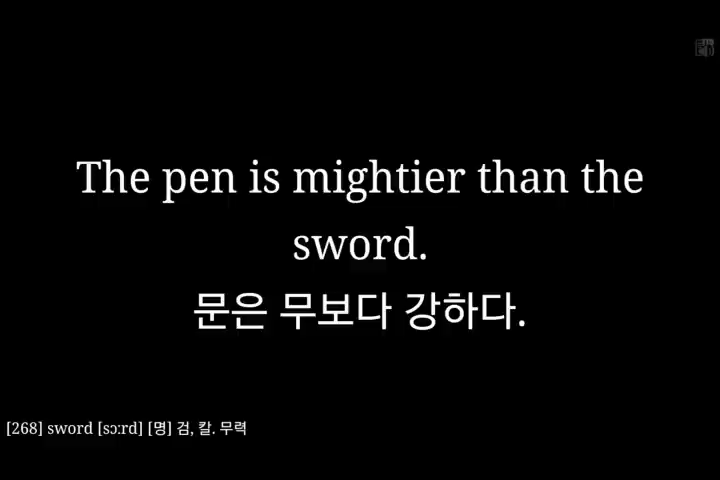 The pen is mightier than the
sword.
문은 무보다 강하다.
[268] sword [sɔːrd] [명] 검, 칼. 무력